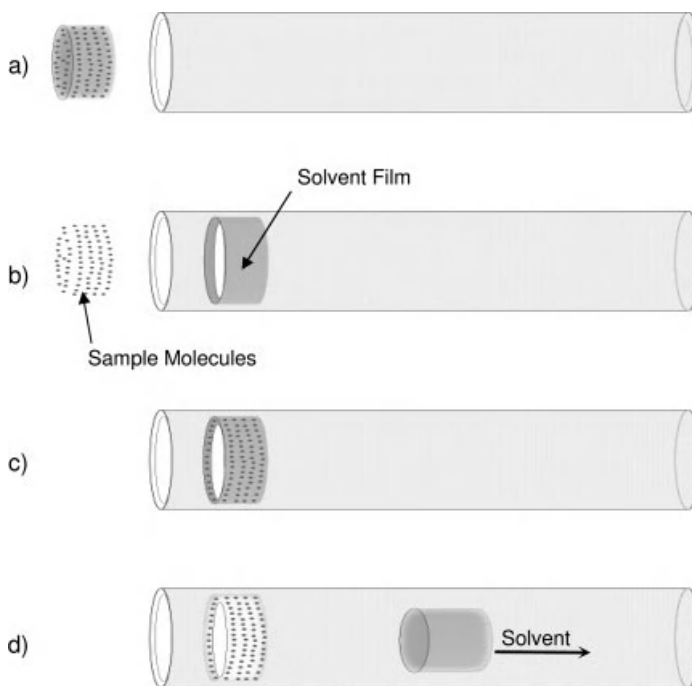 a)
Solvent Film
b)
Sample Molecules
c)
d)
Solvent